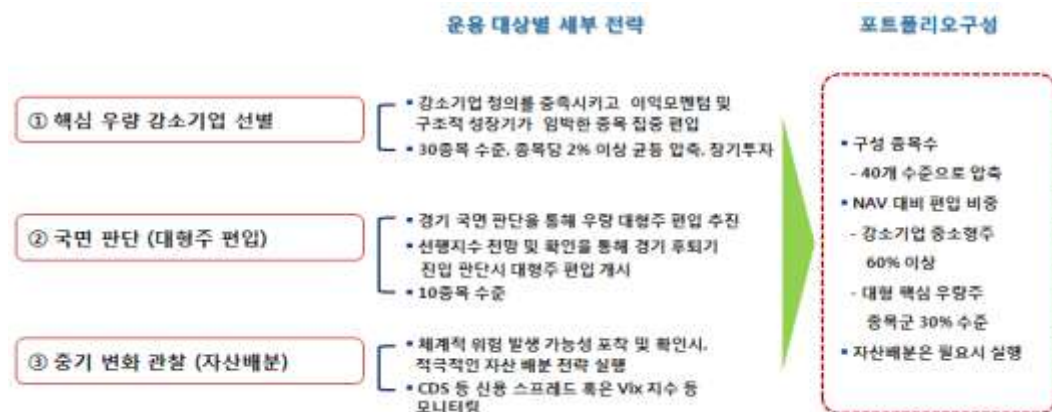 운용 대상별 세부 전략
포트폴리오구성
① 핵심 우량 강소기업 선별
▪ 강소기업 정의를 충족시키고 이익모멘텀 및
구조적 성장기가 임박한 종목 집중 편입
▪ 30종목 수준, 종목당 2% 이상 균등 압축, 장기투자
② 국면 판단 (대형주 편입)
▪ 경기 국면 판단을 통해 우량 대형주 편입 추진
▪ 선행지수 전망 및 확인을 통해 경기 후퇴기
진입 판단시 대형주 편입 개시
▪ 10종목 수준
③ 중기 변화 관찰 (자산배분)
▪ 체계적 위험 발생 가능성 포착 및 확인시,
적극적인 자산 배분 전략 실행
▪ CDS 등 신용 스프레드 혹은 Vix 지수 등
모니터링
▪ 구성 종목수
- 40개 수준으로 압축
▪ NAV 대비 편입 비중
- 강소기업 중소형주
60% 이상
- 대형 핵심 우량주
종목군 30% 수준
▪ 자산배분은 필요시 실행